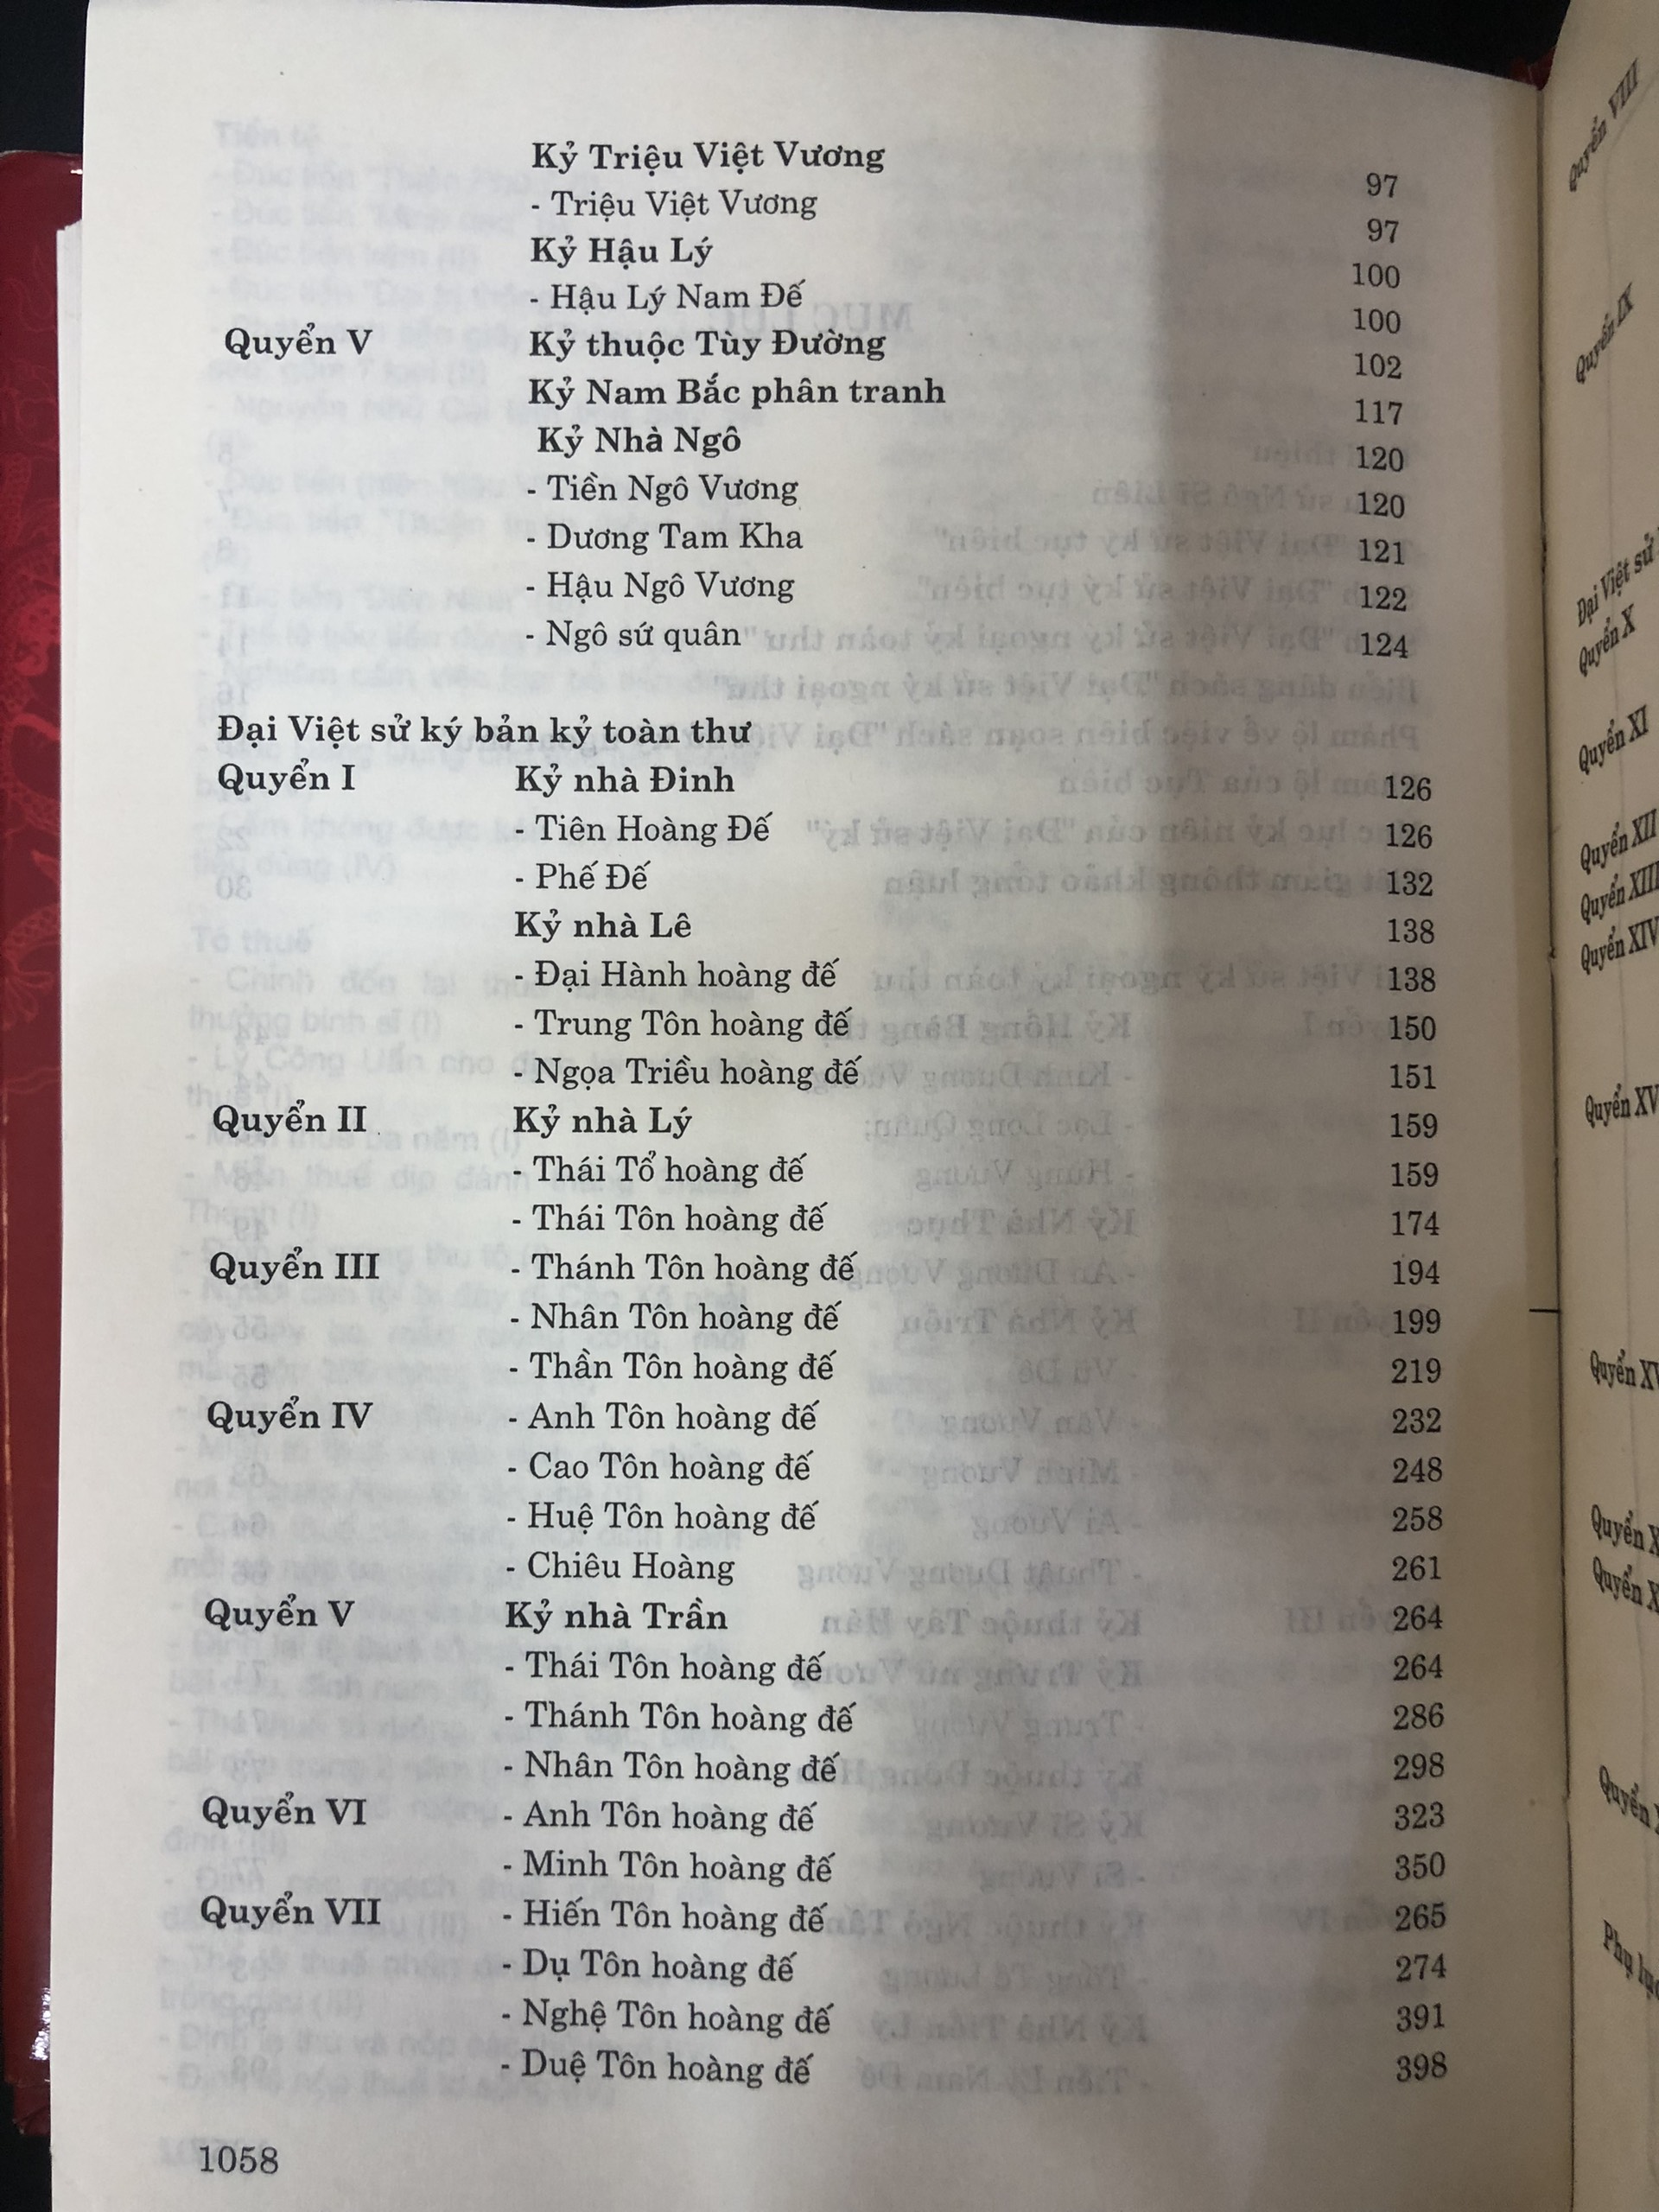 Kỷ Triệu Việt Vương 97
- Triệu Việt Vương 97
Kỷ Hậu Lý 100
- Hậu Lý Nam Đế 100
Quyển V Kỷ thuộc Tùy Đường 102
Kỷ Nam Bắc phân tranh 117
Kỷ Nhà Ngô 120
- Tiền Ngô Vương 120
- Dương Tam Kha 121
- Hậu Ngô Vương 122
- Ngô sứ quân 124
Đại Việt sử ký bản kỷ toàn thư
Quyển I Kỷ nhà Đinh 126
- Tiên Hoàng Đế 126
- Phế Đế 132
Kỷ nhà Lê 138
- Đại Hành hoàng đế 138
- Trung Tôn hoàng đế 150
- Ngọa Triều hoàng đế 151
Quyển II Kỷ nhà Lý 159
- Thái Tổ hoàng đế 159
- Thái Tôn hoàng đế 174
Quyển III - Thánh Tôn hoàng đế 194
- Nhân Tôn hoàng đế 199
- Thần Tôn hoàng đế 219
Quyển IV - Anh Tôn hoàng đế 232
- Cao Tôn hoàng đế 248
- Huệ Tôn hoàng đế 258
- Chiêu Hoàng 261
Quyển V Kỷ nhà Trần 264
- Thái Tôn hoàng đế 264
- Thánh Tôn hoàng đế 286
- Nhân Tôn hoàng đế 298
Quyển VI - Anh Tôn hoàng đế 323
- Minh Tôn hoàng đế 350
Quyển VII - Hiến Tôn hoàng đế 265
- Dụ Tôn hoàng đế 274
- Nghệ Tôn hoàng đế 391
- Duệ Tôn hoàng đế 398
1058
Quyển VIII
Quyển IX
Đại Việt sử
Quyển X
Quyển XI
Quyển XII
Quyển XIII
Quyển XIV
Quyển XV
Quyển
Quyển
Quyển
Quyển
Phụ lục